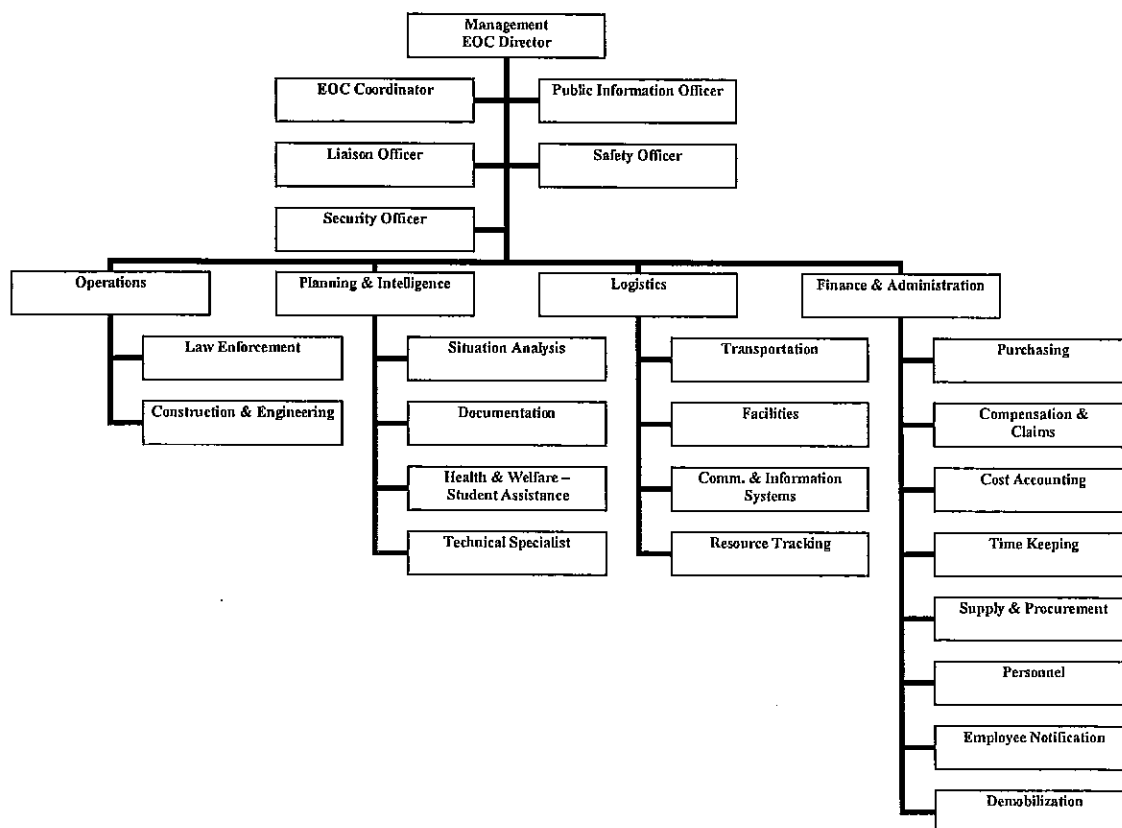 Management
EOC Director
EOC Coordinator
Public Information Officer
Liaison Officer
Safety Officer
Security Officer
Operations
Planning & Intelligence
Logistics
Finance & Administration
Law Enforcement
Situation Analysis
Transportation
Purchasing
Construction & Engineering
Documentation
Facilities
Compensation &
Claims
Health & Welfare –
Student Assistance
Comm. & Information
Systems
Cost Accounting
Technical Specialist
Resource Tracking
Time Keeping
Supply & Procurement
Personnel
Employee Notification
Demobilization